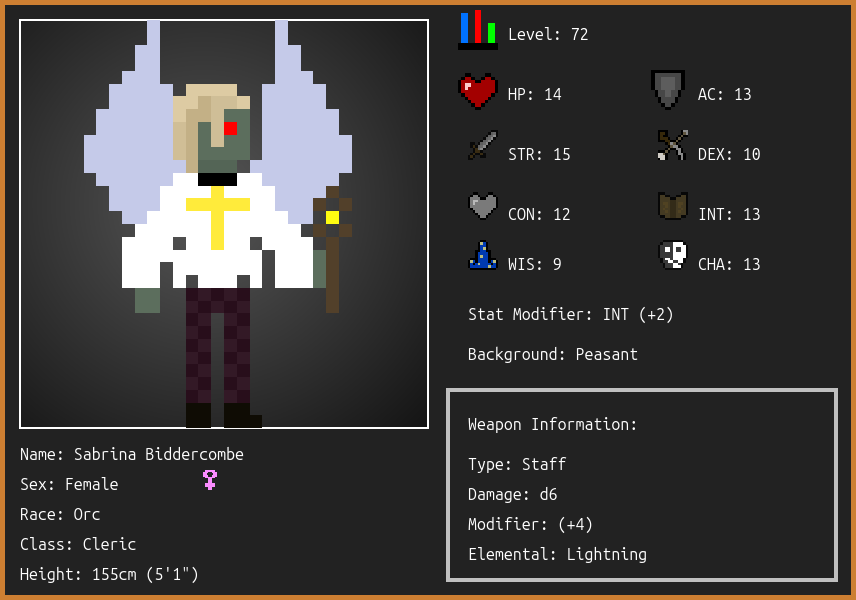 Level: 72
HP: 14
AC: 13
STR: 15
DEX: 10
CON: 12
INT: 13
WIS: 9
CHA: 13
Stat Modifier: INT (+2)
Background: Peasant
Weapon Information:
Type: Staff
Damage: d6
Modifier: (+4)
Elemental: Lightning
Name: Sabrina Biddercombe
Sex: Female
Race: Orc
Class: Cleric
Height: 155cm (5'1")